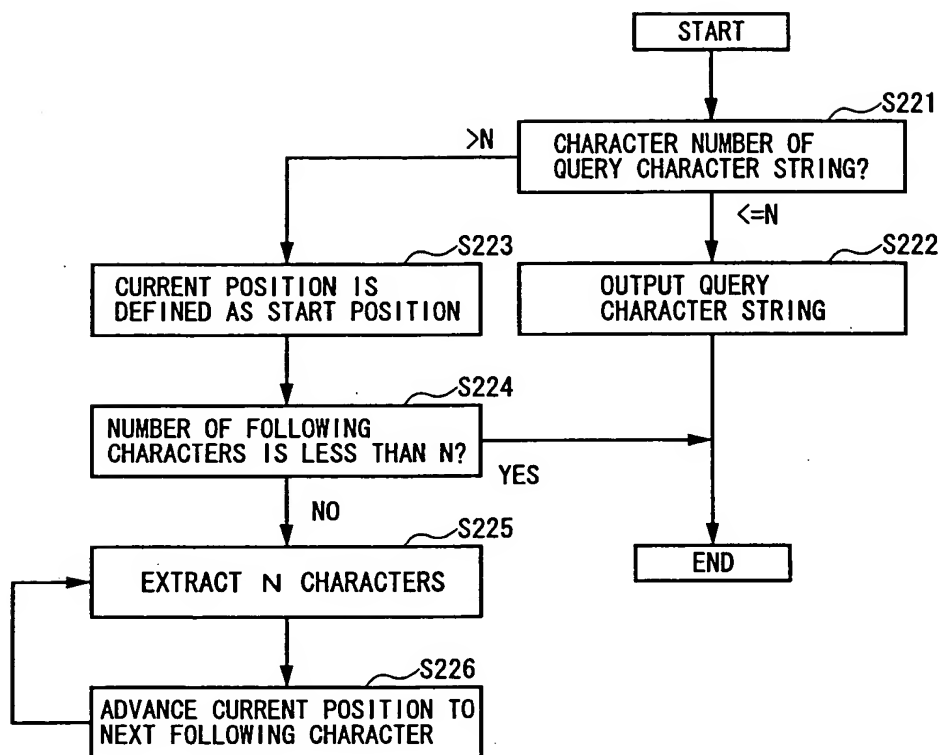 START
S221
CHARACTER NUMBER OF
QUERY CHARACTER STRING?
>N
<=N
S223
CURRENT POSITION IS
DEFINED AS START POSITION
S222
OUTPUT QUERY
CHARACTER STRING
S224
NUMBER OF FOLLOWING
CHARACTERS IS LESS THAN N?
YES
NO
S225
EXTRACT N CHARACTERS
END
S226
ADVANCE CURRENT POSITION TO
NEXT FOLLOWING CHARACTER